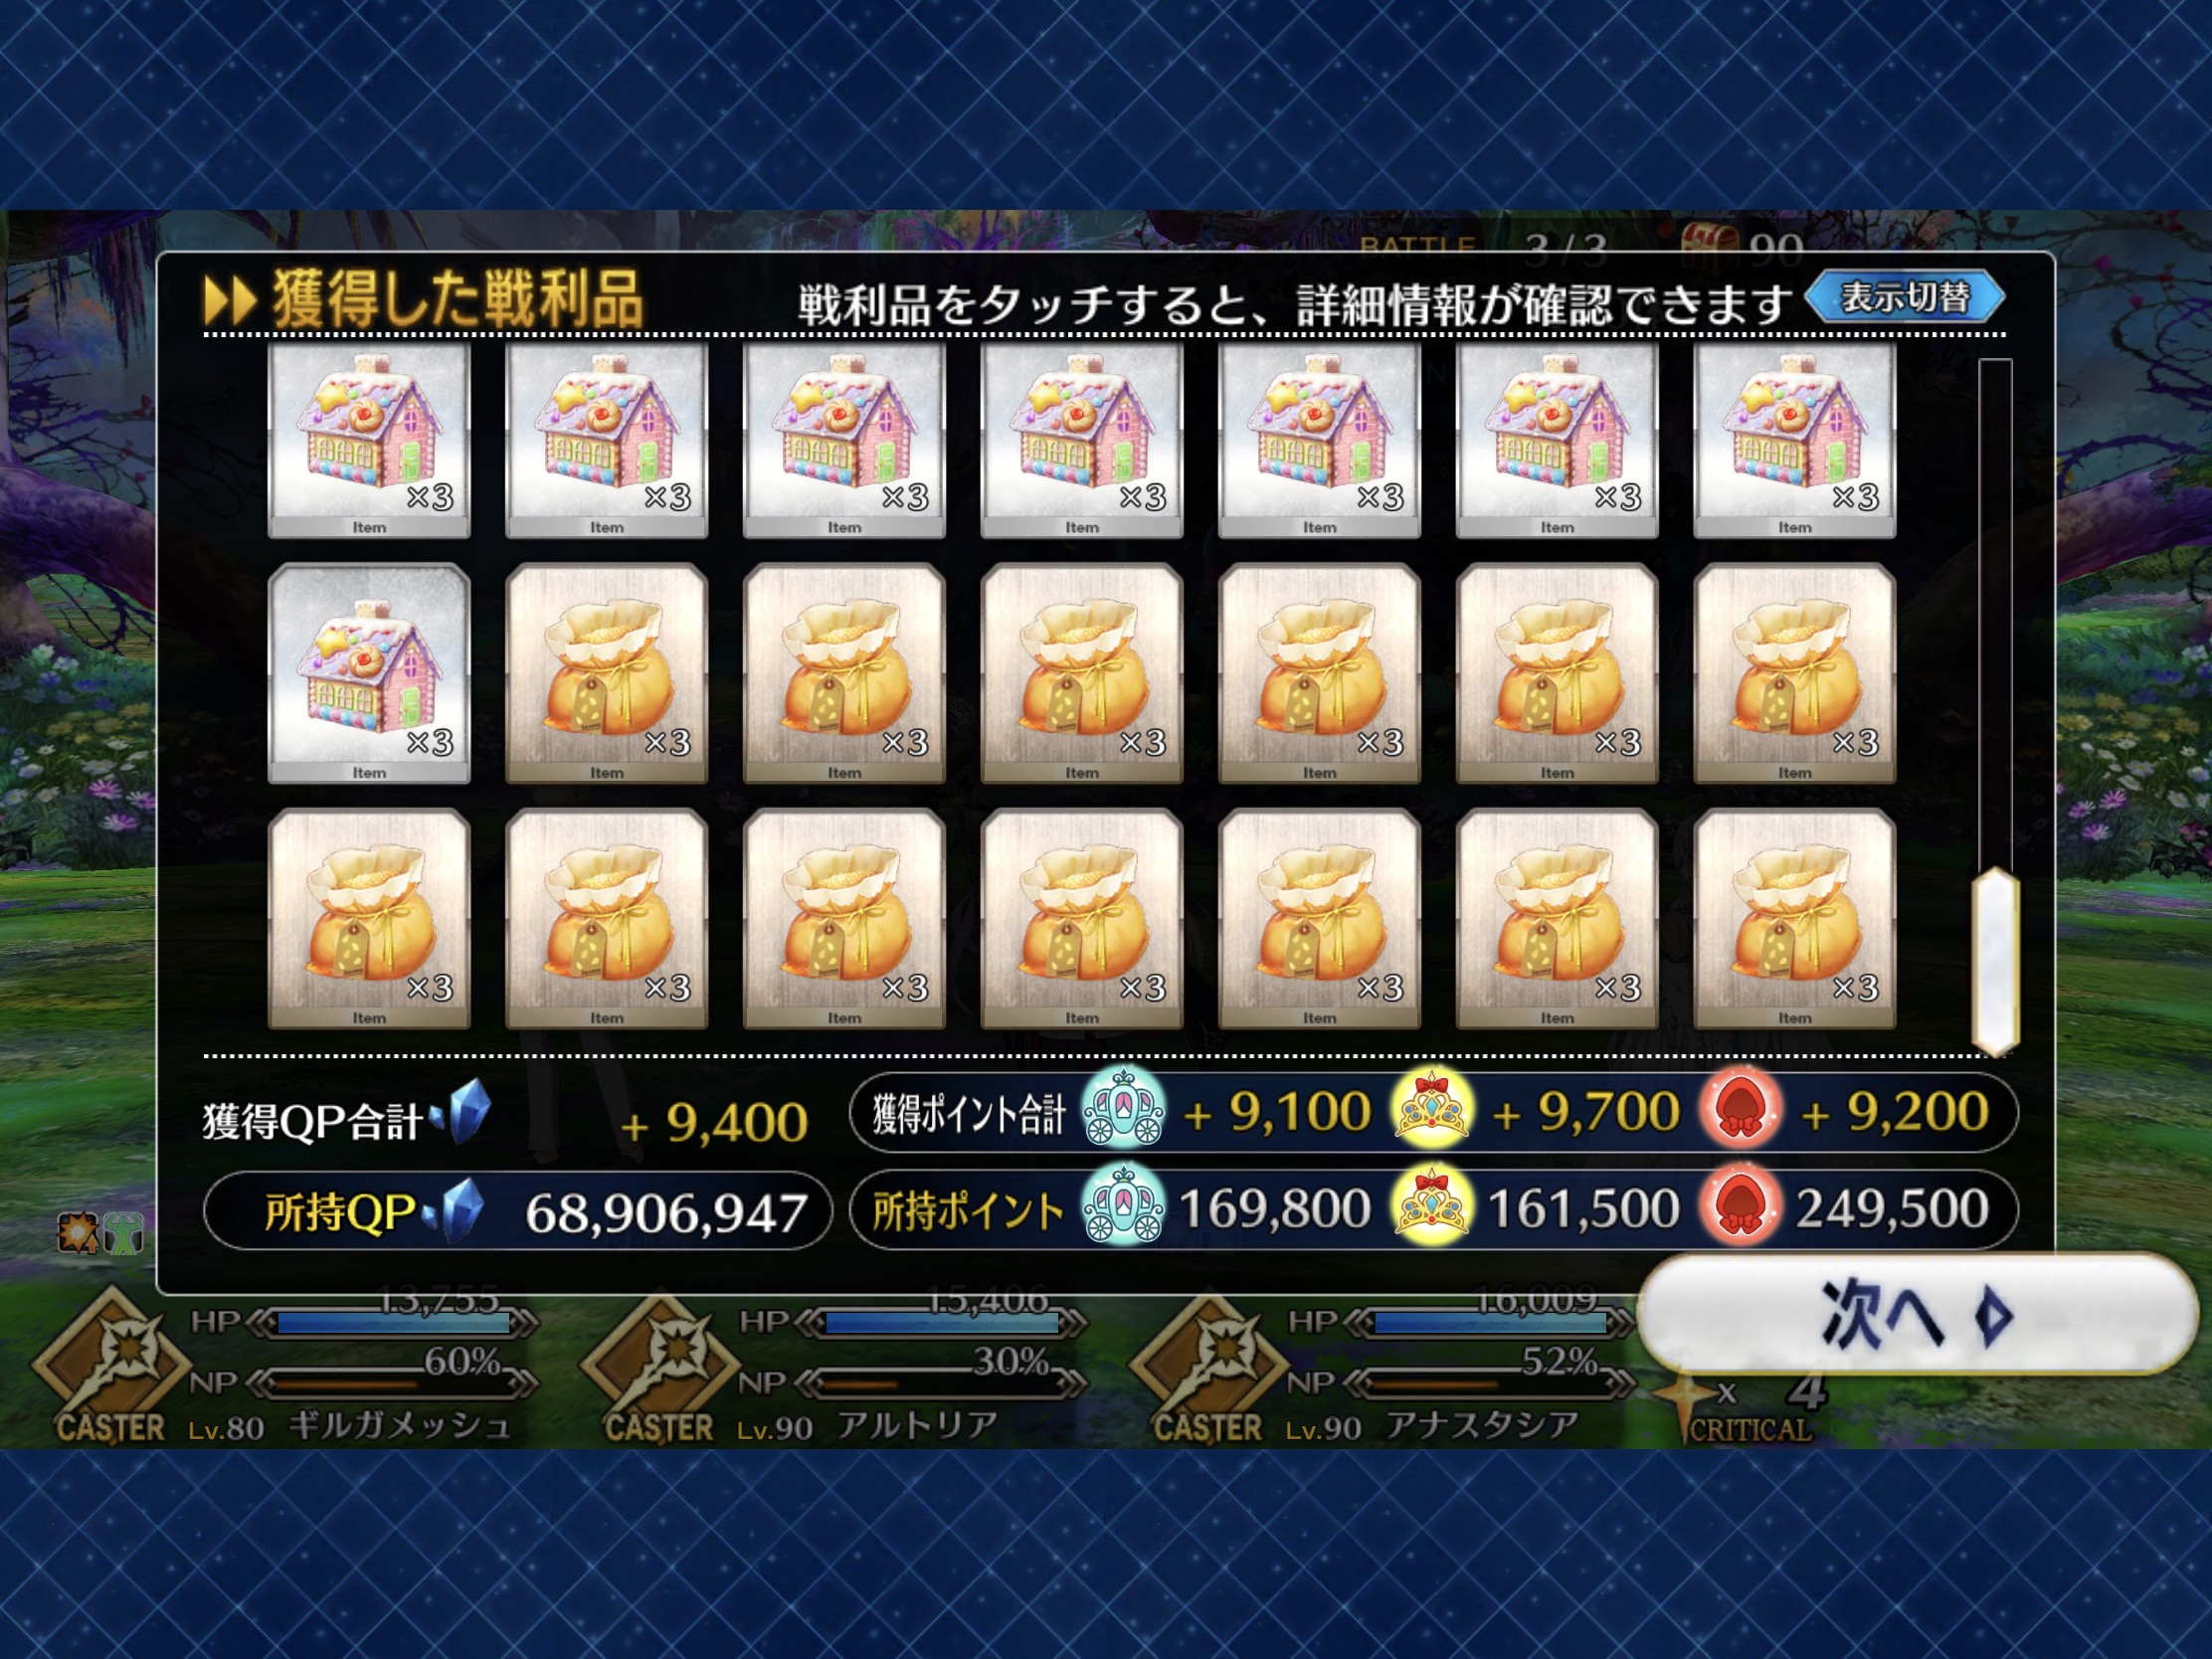 BATTLE 3/3 90
獲得した戦利品 戦利品をタッチすると、詳細情報が確認できます 表示切替
×3 ×3 ×3 ×3 ×3 ×3 ×3
Item Item Item Item Item Item Item
×3 ×3 ×3 ×3 ×3 ×3 ×3
Item Item Item Item Item Item Item
×3 ×3 ×3 ×3 ×3 ×3 ×3
Item Item Item Item Item Item Item
獲得QP合計 + 9,400 獲得ポイント合計 + 9,100 + 9,700 + 9,200
所持QP 68,906,947 所持ポイント 169,800 161,500 249,500
次へ
HP 13,755 HP 15,406 HP 16,009
NP 60% NP 30% NP 52%
CASTER Lv.80 ギルガメッシュ CASTER Lv.90 アルトリア CASTER Lv.90 アナスタシア
x 4
CRITICAL